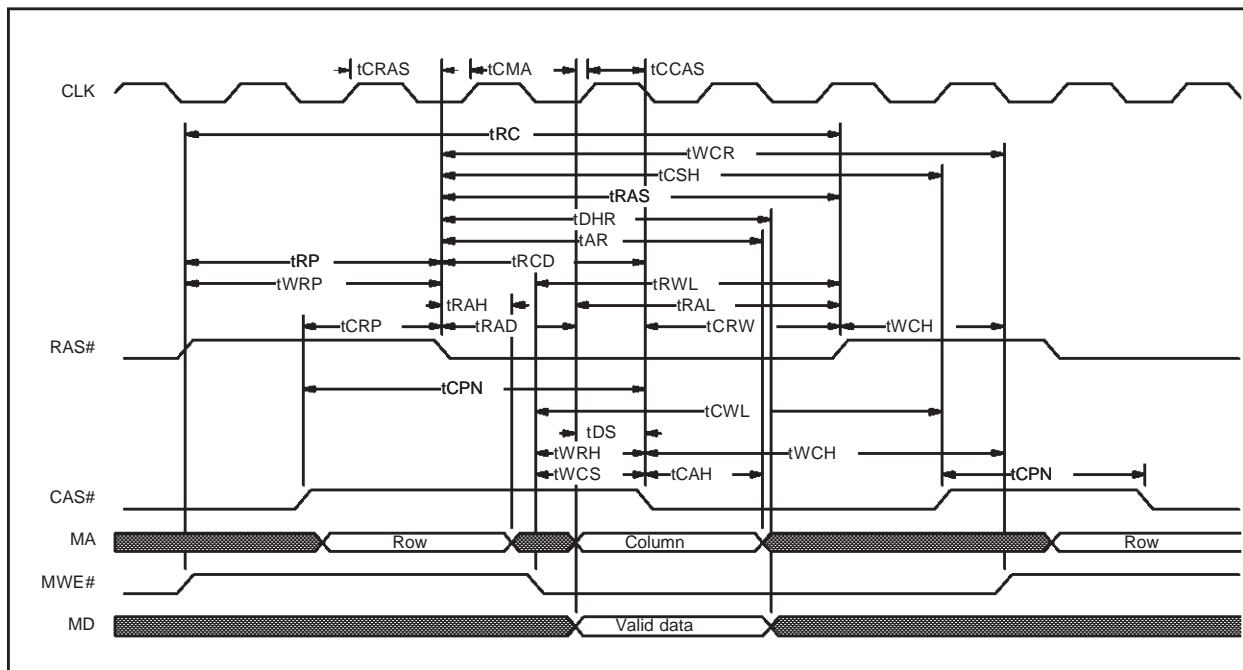 tCRAS tCMA tCCAS
CLK
tRC
tWCR
tCSH
tRAS
tDHR
tAR
tRP tRCD
tWRP tRWL
tRAH tRAL
tCRP tRAD tCRW tWCH
RAS#
tCPN
tCWL
tDS
tWRH tWCH
tWCS tCAH tCPN
CAS#
MA Row Column Row
MWE#
MD Valid data